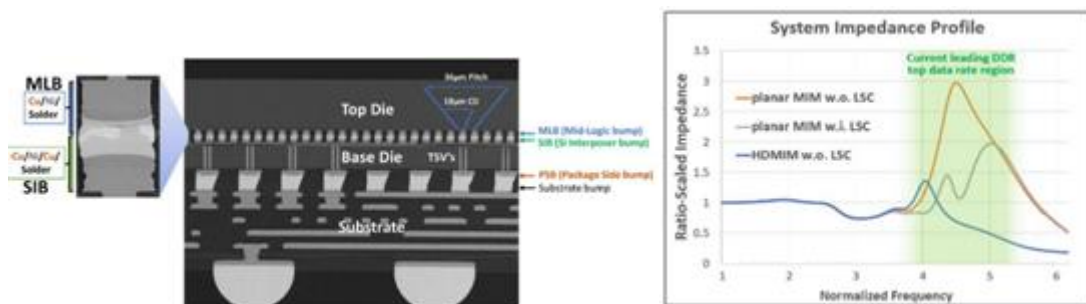 MLB
Cu/Ni/
Solder
Cu/Ni/Cu/
Solder
SIB
36µm Pitch
18µm CD
Top Die
MLB (Mid-Logic bump)
SIB (Si Interposer bump)
Base Die
TSV's
PSB (Package Side bump)
Substrate bump
Substrate
System Impedance Profile
Current leading DDR
top data rate region
planar MIM w.o. LSC
planar MIM w.i. LSC
HDMIM w.o. LSC
Ratio-Scaled Impedance
3.5
3
2.5
2
1.5
1
0.5
0
1
2
3
4
5
6
Normalized Frequency